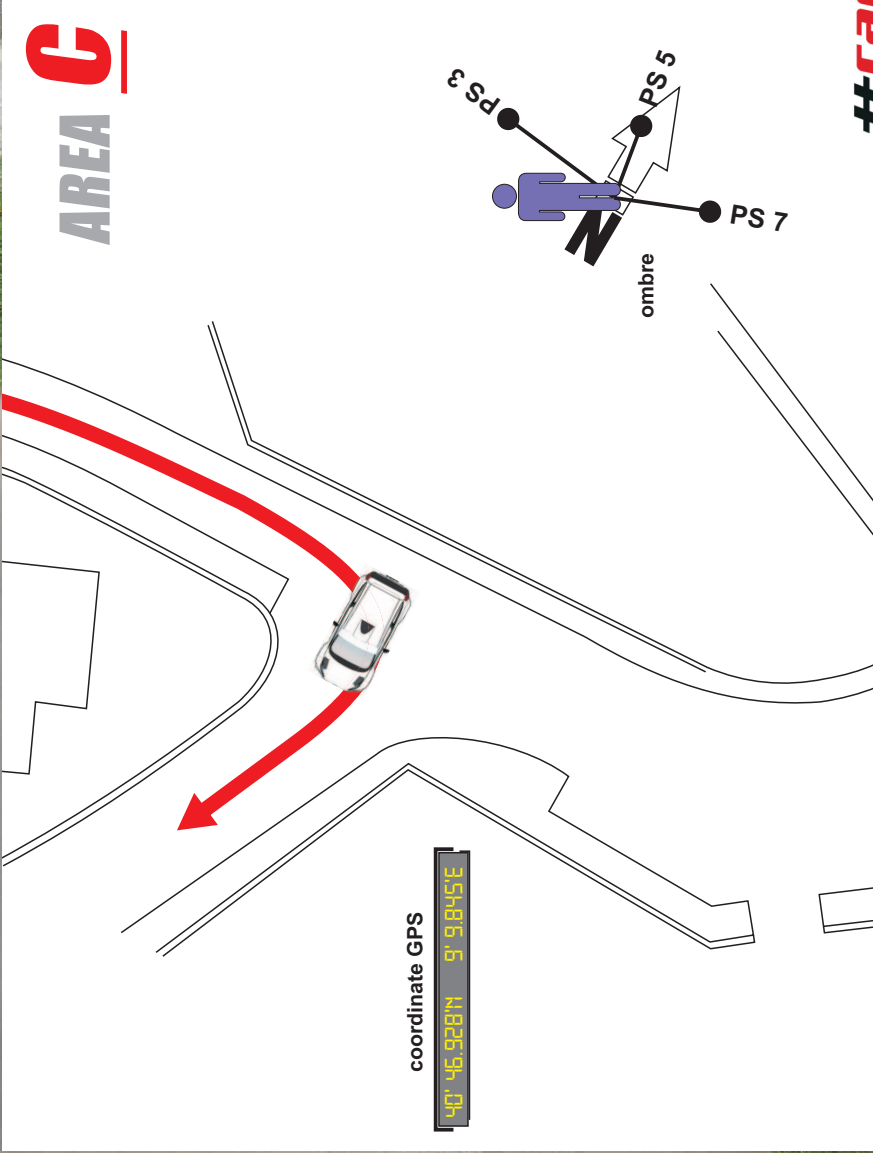 AREA C
PS 3
PS 5
PS 7
N
ombre
coordinate GPS
40' 46.928'N 9' 9.845'E